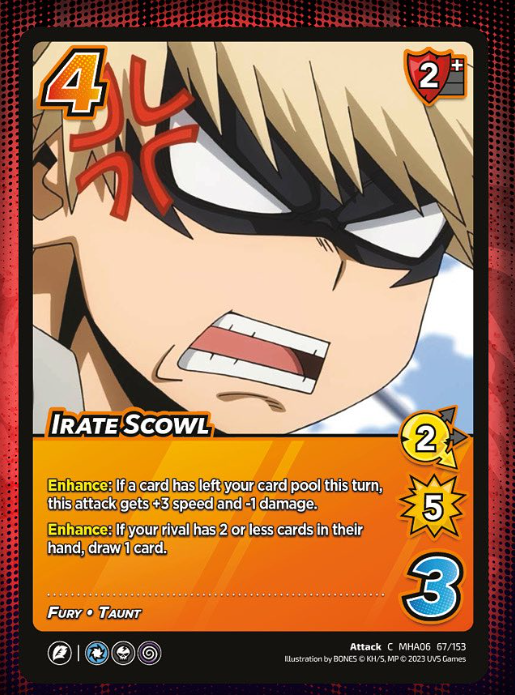 4
2 +
IRATE SCOWL
2
Enhance: If a card has left your card pool this turn,
this attack gets +3 speed and -1 damage.
5
Enhance: If your rival has 2 or less cards in their
hand, draw 1 card.
3
FURY • TAUNT
Attack C MHA06 67/153
Illustration by BONES © KH/S, MP © 2023 UVS Games